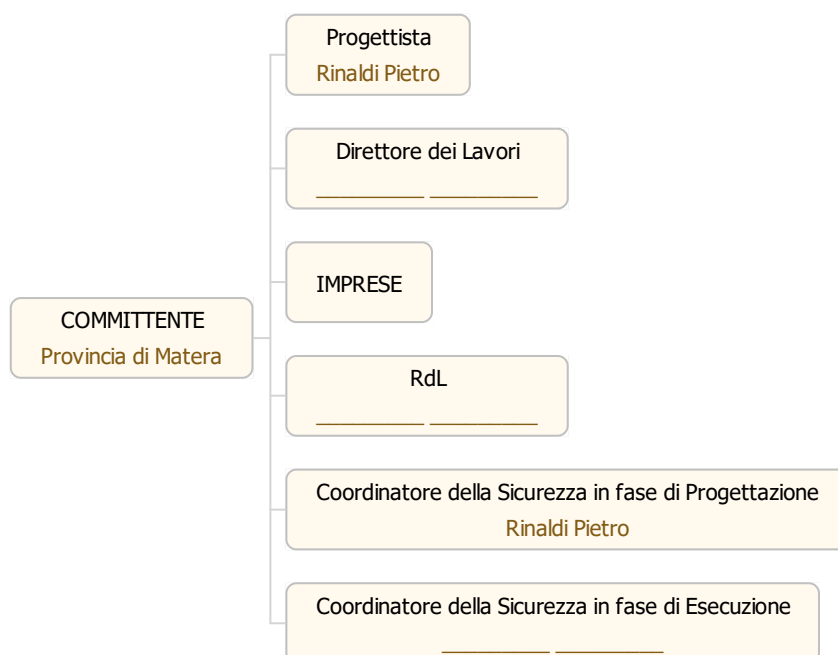 Progettista
Rinaldi Pietro
Direttore dei Lavori
_________ _________
IMPRESE
COMMITTENTE
Provincia di Matera
RdL
_________ _________
Coordinatore della Sicurezza in fase di Progettazione
Rinaldi Pietro
Coordinatore della Sicurezza in fase di Esecuzione
_________ _________